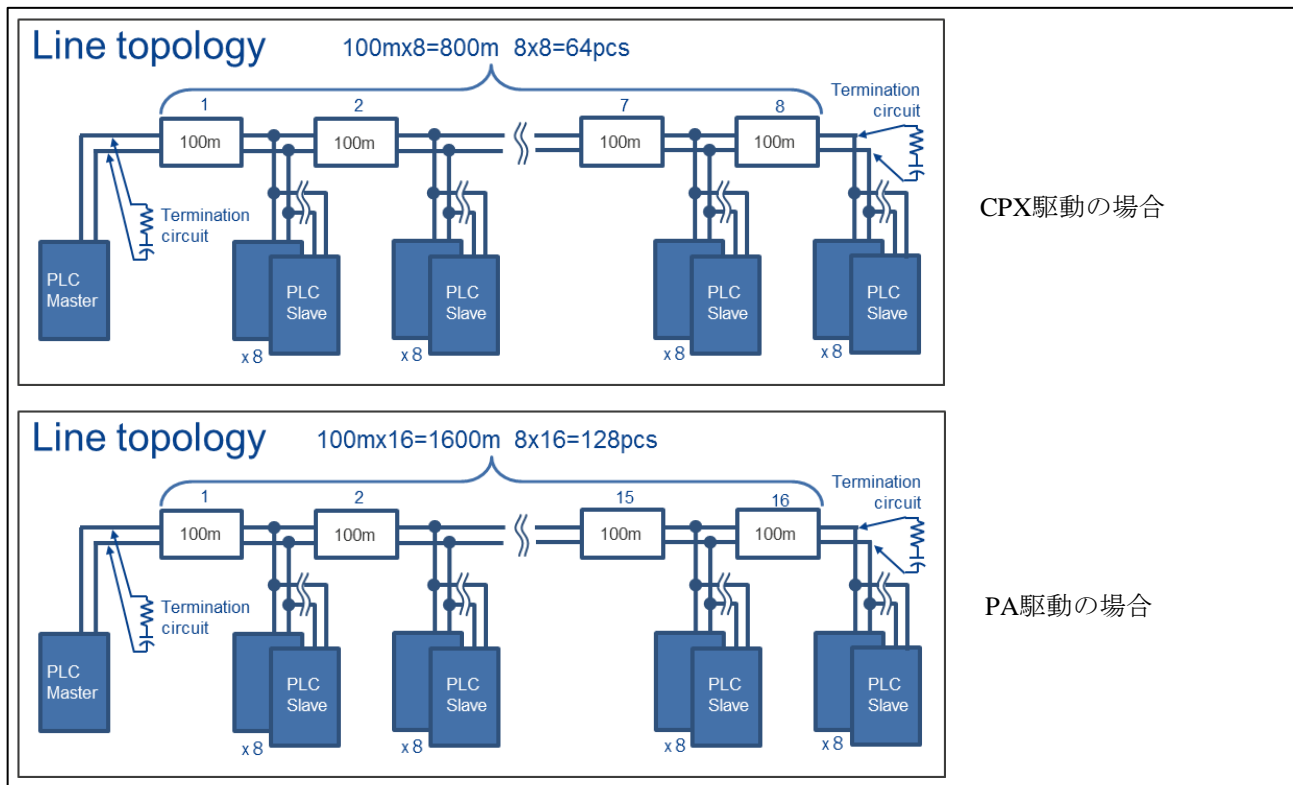 Line topology
100mx8=800m 8x8=64pcs
1
2
7
8
Termination
circuit
100m
100m
100m
100m
Termination
circuit
PLC
Master
PLC
Slave
PLC
Slave
PLC
Slave
PLC
Slave
x 8
x 8
x 8
x 8
CPX駆動の場合
Line topology
100mx16=1600m 8x16=128pcs
1
2
15
16
Termination
circuit
100m
100m
100m
100m
Termination
circuit
PLC
Master
PLC
Slave
PLC
Slave
PLC
Slave
PLC
Slave
x 8
x 8
x 8
x 8
PA駆動の場合